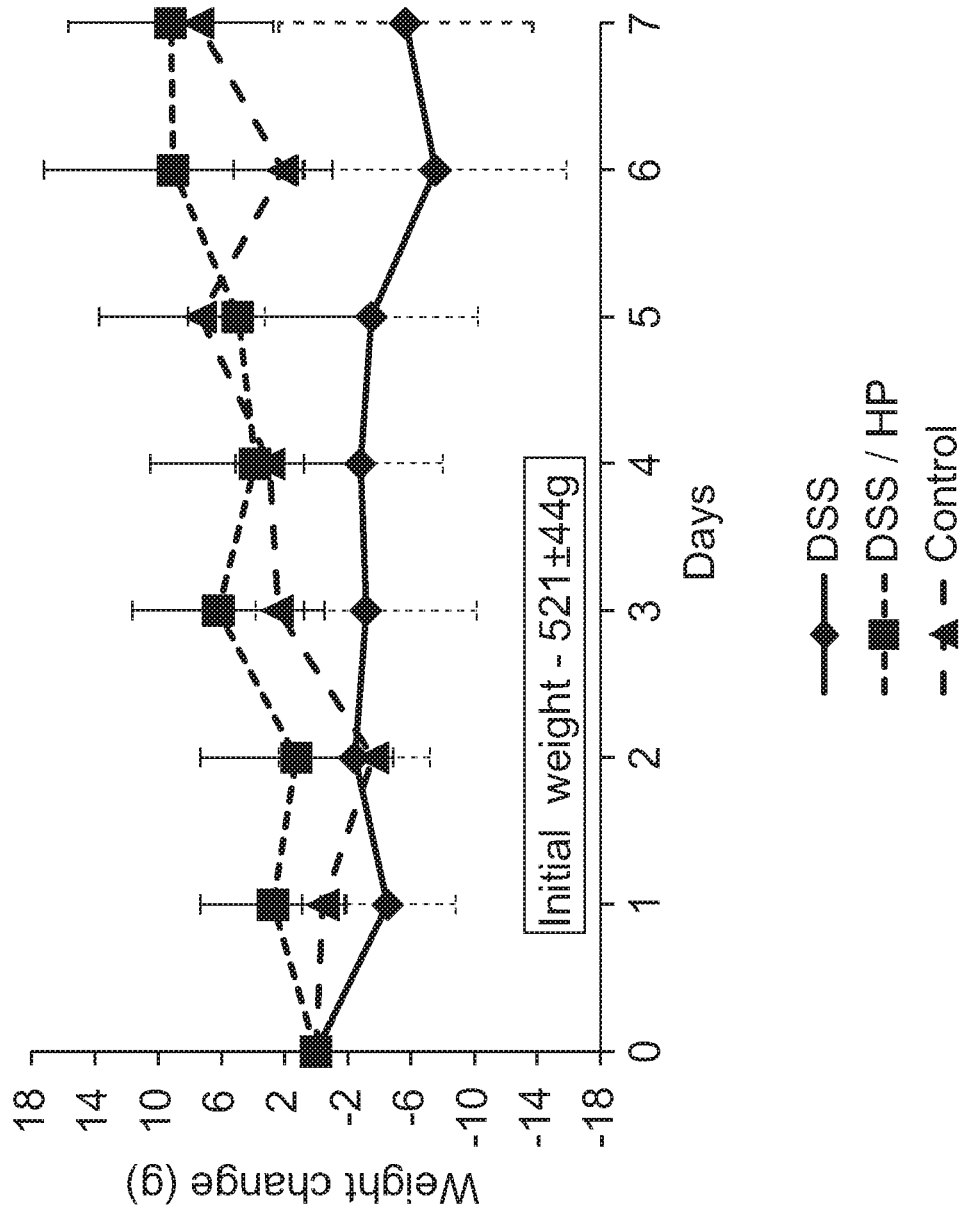 Weight change (g)
18
14
10
6
2
-2
-6
-10
-14
-18
Initial weight - 521±44g
0 1 2 3 4 5 6 7
Days
DSS
DSS / HP
Control